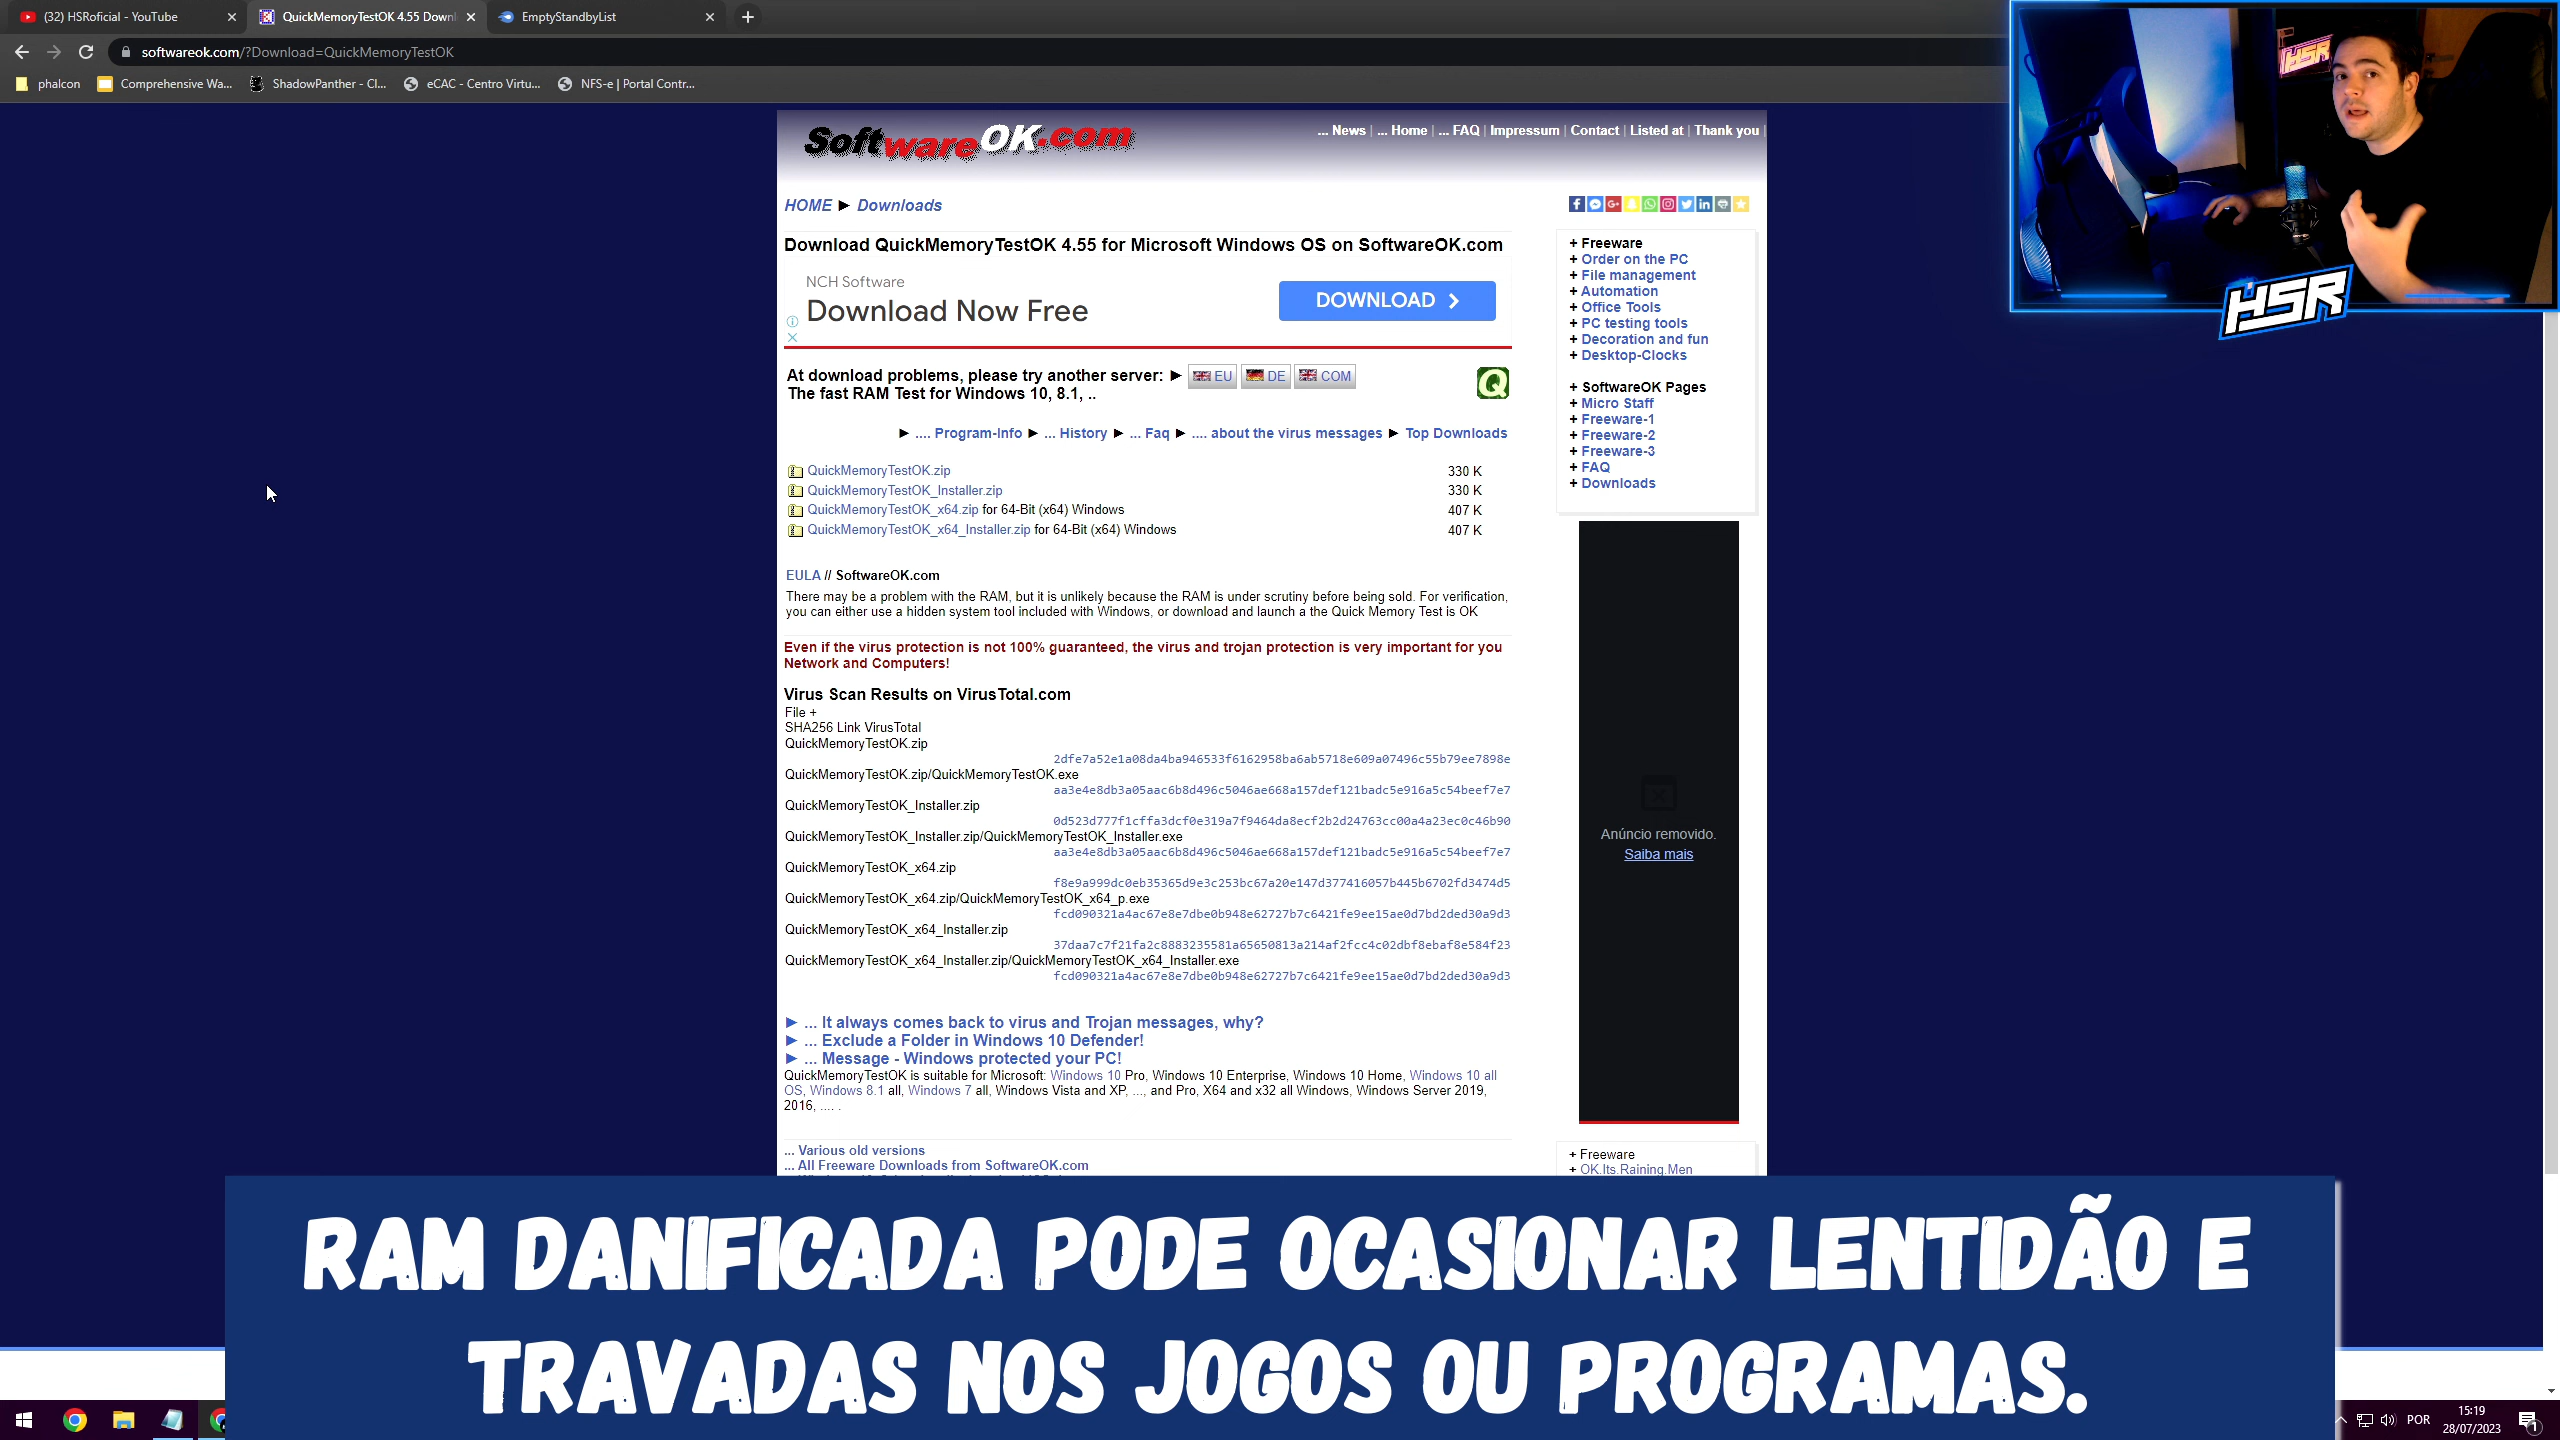 (32) HSRoficial - YouTube
QuickMemoryTestOK 4.55 Downl
EmptyStandbyList
softwareok.com/?Download=QuickMemoryTestOK
phalcon
Comprehensive Wa...
ShadowPanther - Cl...
eCAC - Centro Virtu...
NFS-e | Portal Contr...
HSR
HSR
SoftwareOK.com
... News | ... Home | ... FAQ | Impressum | Contact | Listed at | Thank you |
HOME ► Downloads
Download QuickMemoryTestOK 4.55 for Microsoft Windows OS on SoftwareOK.com
NCH Software
Download Now Free
DOWNLOAD
At download problems, please try another server: ► EU DE COM
The fast RAM Test for Windows 10, 8.1, ..
► .... Program-Info ► ... History ► ... Faq ► .... about the virus messages ► Top Downloads
QuickMemoryTestOK.zip 330 K
QuickMemoryTestOK_Installer.zip 330 K
QuickMemoryTestOK_x64.zip for 64-Bit (x64) Windows 407 K
QuickMemoryTestOK_x64_Installer.zip for 64-Bit (x64) Windows 407 K
EULA // SoftwareOK.com
There may be a problem with the RAM, but it is unlikely because the RAM is under scrutiny before being sold. For verification,
you can either use a hidden system tool included with Windows, or download and launch a the Quick Memory Test is OK
Even if the virus protection is not 100% guaranteed, the virus and trojan protection is very important for you
Network and Computers!
Virus Scan Results on VirusTotal.com
File +
SHA256 Link VirusTotal
QuickMemoryTestOK.zip
2dfe7a52e1a08da4ba946533f6162958ba6ab5718e609a07496c55b79ee7898e
QuickMemoryTestOK.zip/QuickMemoryTestOK.exe
aa3e4e8db3a05aac6b8d496c5046ae668a157def121badc5e916a5c54beef7e7
QuickMemoryTestOK_Installer.zip
0d523d777f1cffa3dcf0e319a7f9464da8ecf2b2d24763cc00a4a23ec0c46b90
QuickMemoryTestOK_Installer.zip/QuickMemoryTestOK_Installer.exe
aa3e4e8db3a05aac6b8d496c5046ae668a157def121badc5e916a5c54beef7e7
QuickMemoryTestOK_x64.zip
f8e9a999dc0eb35365d9e3c253bc67a20e147d377416057b445b6702fd3474d5
QuickMemoryTestOK_x64.zip/QuickMemoryTestOK_x64_p.exe
fcd090321a4ac67e8e7dbe0b948e62727b7c6421fe9ee15ae0d7bd2ded30a9d3
QuickMemoryTestOK_x64_Installer.zip
37daa7c7f21fa2c8883235581a65650813a214af2fcc4c02dbf8ebaf8e584f23
QuickMemoryTestOK_x64_Installer.zip/QuickMemoryTestOK_x64_Installer.exe
fcd090321a4ac67e8e7dbe0b948e62727b7c6421fe9ee15ae0d7bd2ded30a9d3
► ... It always comes back to virus and Trojan messages, why?
► ... Exclude a Folder in Windows 10 Defender!
► ... Message - Windows protected your PC!
QuickMemoryTestOK is suitable for Microsoft: Windows 10 Pro, Windows 10 Enterprise, Windows 10 Home, Windows 10 all
OS, Windows 8.1 all, Windows 7 all, Windows Vista and XP, ..., and Pro, X64 and x32 all Windows, Windows Server 2019,
2016, .... .
... Various old versions
... All Freeware Downloads from SoftwareOK.com
+ Freeware
+ Order on the PC
+ File management
+ Automation
+ Office Tools
+ PC testing tools
+ Decoration and fun
+ Desktop-Clocks
+ SoftwareOK Pages
+ Micro Staff
+ Freeware-1
+ Freeware-2
+ Freeware-3
+ FAQ
+ Downloads
Anúncio removido.
Saiba mais
+ Freeware
+ OK.Its.Raining.Men
RAM DANIFICADA PODE OCASIONAR LENTIDÃO E
TRAVADAS NOS JOGOS OU PROGRAMAS.
POR
15:19
28/07/2023
1